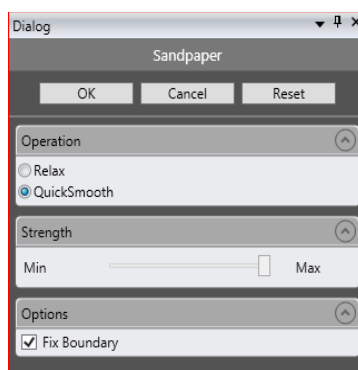 Dialog
Sandpaper
OK Cancel Reset
Operation
Relax
QuickSmooth
Strength
Min Max
Options
Fix Boundary